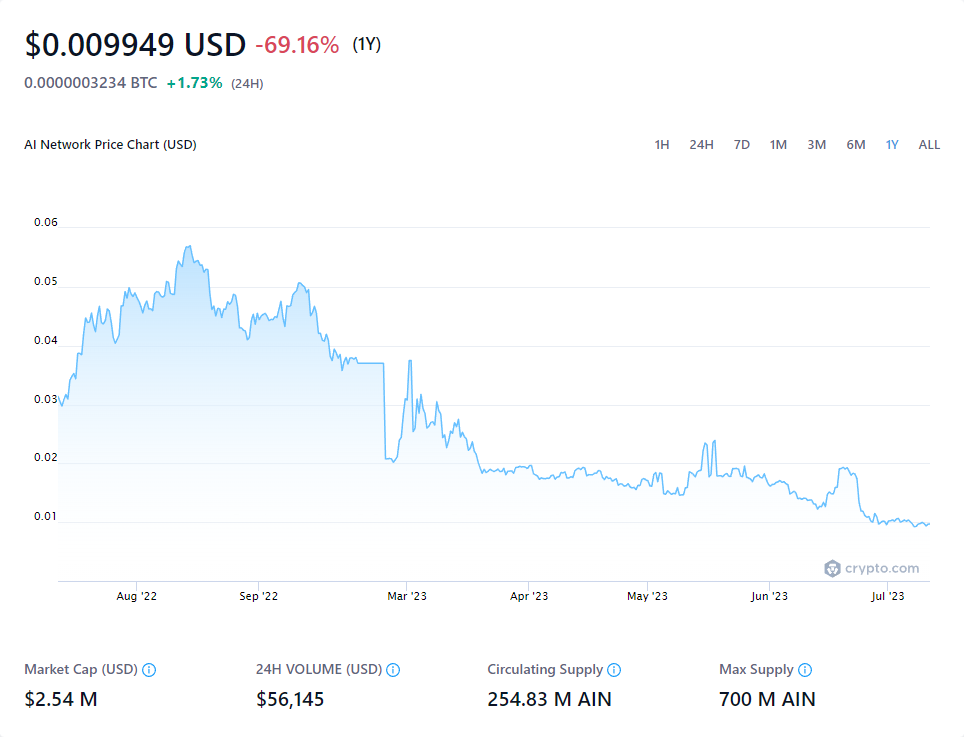 $0.009949 USD -69.16% (1Y)
0.0000003234 BTC +1.73% (24H)
AI Network Price Chart (USD) 1H 24H 7D 1M 3M 6M 1Y ALL
0.06
0.05
0.04
0.03
0.02
0.01
crypto.com
Aug '22 Sep '22 Mar '23 Apr '23 May '23 Jun '23 Jul '23
Market Cap (USD) 24H VOLUME (USD) Circulating Supply Max Supply
$2.54 M $56,145 254.83 M AIN 700 M AIN